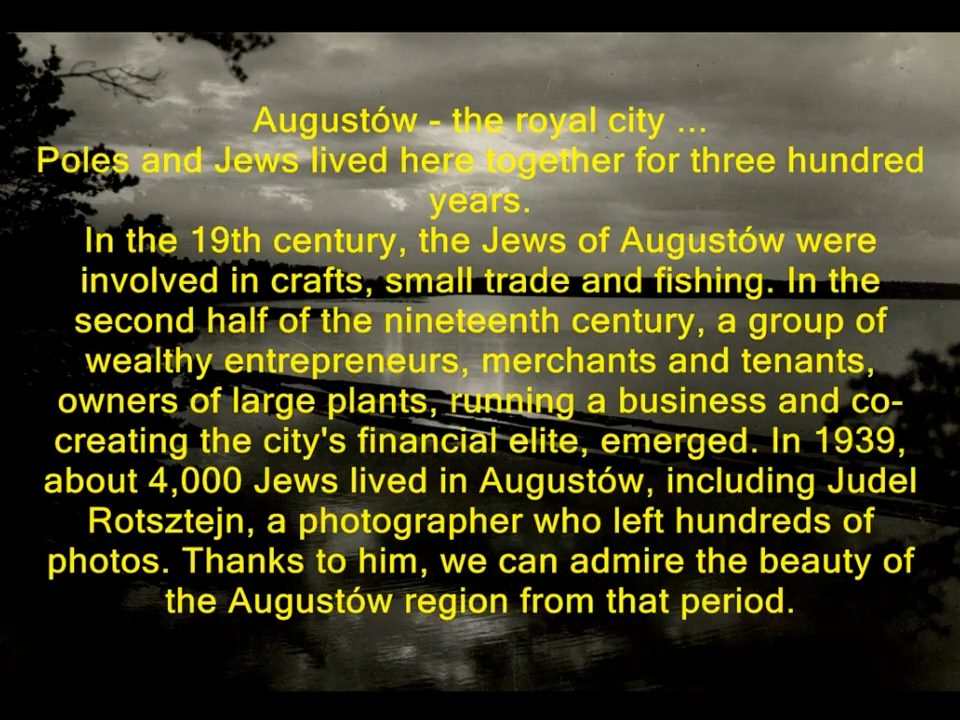 Augustów - the royal city ...
Poles and Jews lived here together for three hundred
years.
In the 19th century, the Jews of Augustów were
involved in crafts, small trade and fishing. In the
second half of the nineteenth century, a group of
wealthy entrepreneurs, merchants and tenants,
owners of large plants, running a business and co-
creating the city's financial elite, emerged. In 1939,
about 4,000 Jews lived in Augustów, including Judel
Rotsztejn, a photographer who left hundreds of
photos. Thanks to him, we can admire the beauty of
the Augustów region from that period.